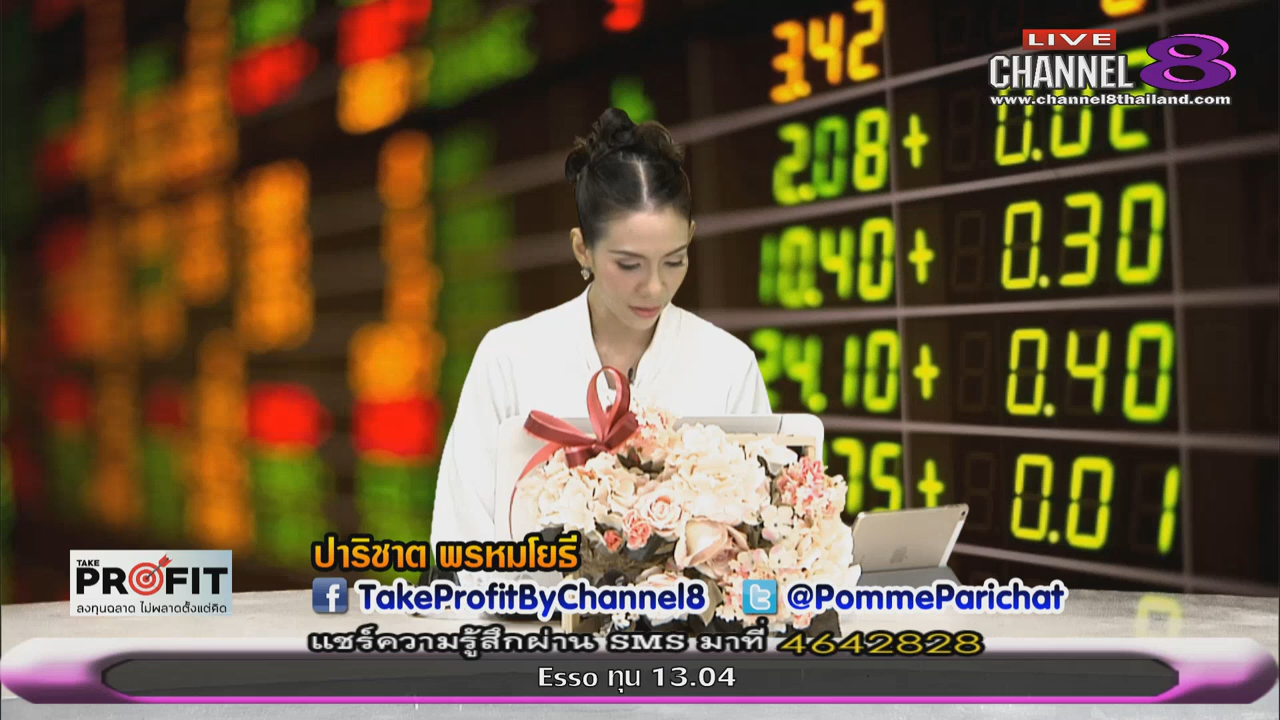 LIVE
CHANNEL 8
www.channel8thailand.com
3.42
2.08 + 0.02
10.40 + 0.30
24.10 + 0.40
75 + 0.01
ปาริชาต พรหมโยธี
TAKE
PROFIT
ลงทุนฉลาด ไม่พลาดตั้งแต่คิด
TakeProfitByChannel8 @PommeParichat
แชร์ความรู้สึกผ่าน SMS มาที่ 4642828
Esso ทุน 13.04